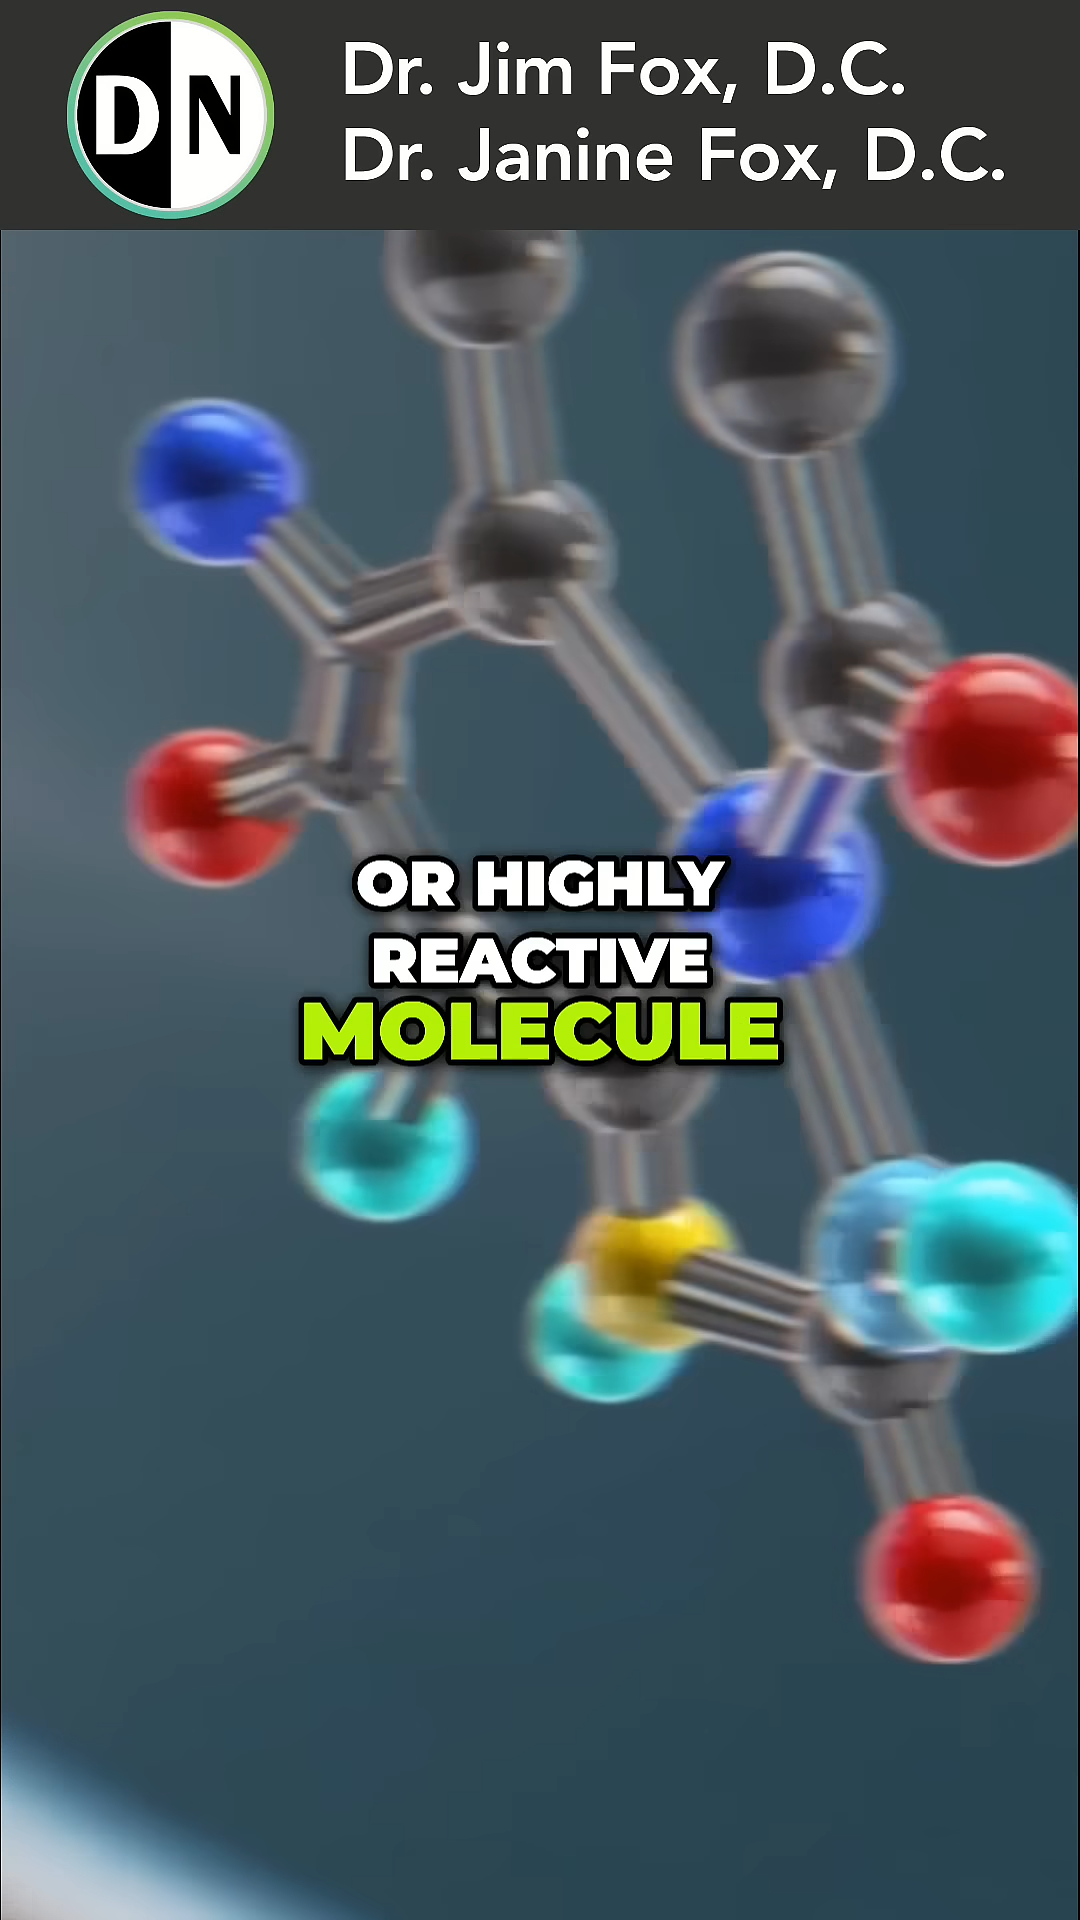 DN
Dr. Jim Fox, D.C.
Dr. Janine Fox, D.C.
OR HIGHLY
REACTIVE
MOLECULE